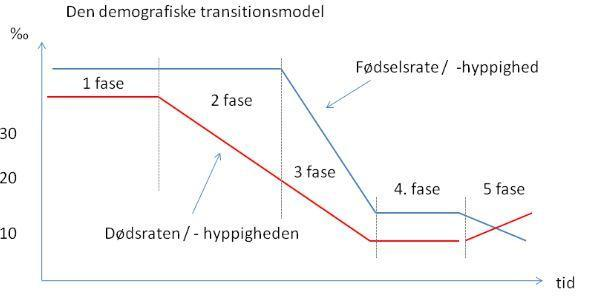 Den demografiske transitionsmodel
‰
Fødselsrate / -hyppighed
1 fase
2 fase
30
3 fase
20
4. fase
5 fase
10
Dødsraten / - hyppigheden
tid